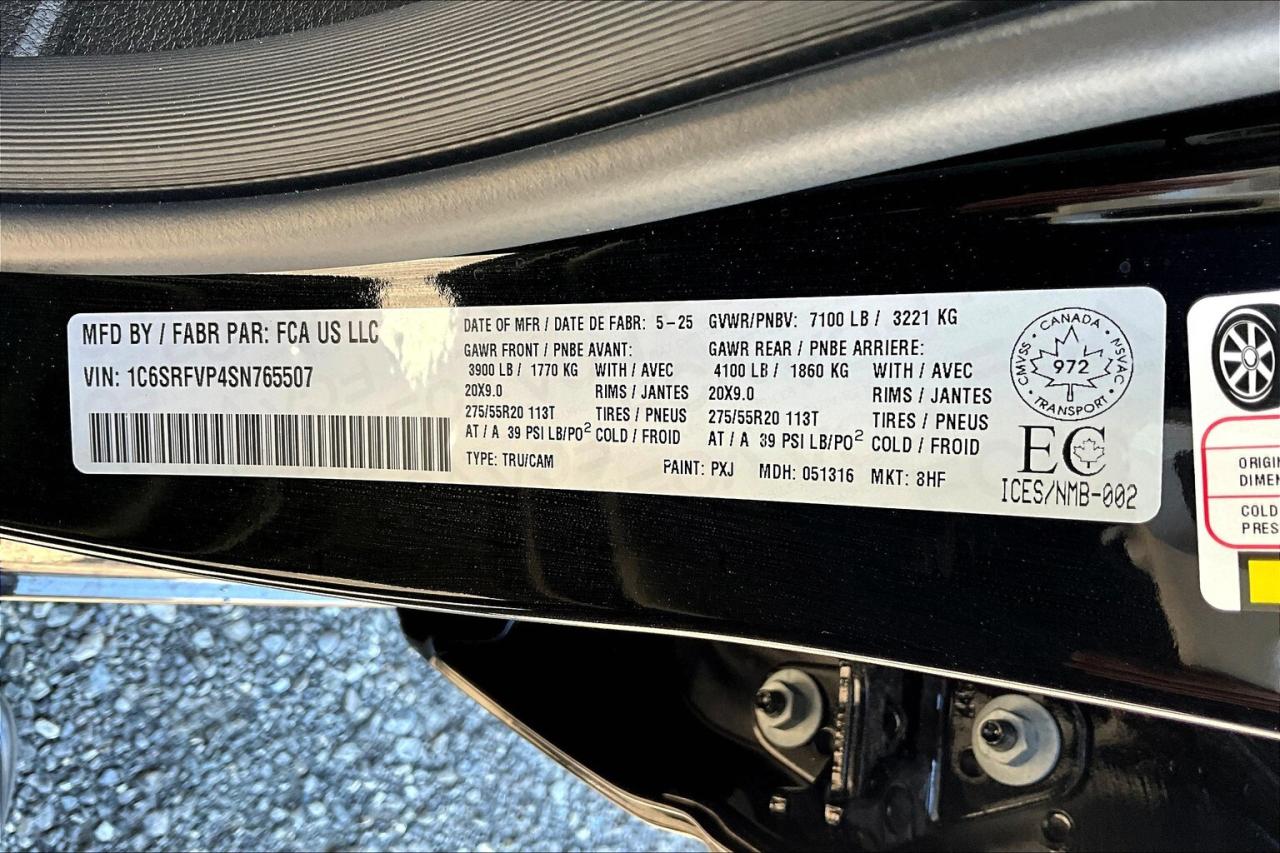 MFD BY / FABR PAR: FCA US LLC
VIN: 1C6SRFVP4SN765507
DATE OF MFR / DATE DE FABR: 5-25 GVWR/PNBV: 7100 LB / 3221 KG
GAWR FRONT / PNBE AVANT: GAWR REAR / PNBE ARRIERE:
3900 LB / 1770 KG WITH / AVEC 4100 LB / 1860 KG WITH / AVEC
20X9.0 RIMS / JANTES 20X9.0 RIMS / JANTES
275/55R20 113T TIRES / PNEUS 275/55R20 113T TIRES / PNEUS
AT / A 39 PSI LB/PO² COLD / FROID AT / A 39 PSI LB/PO² COLD / FROID
TYPE: TRU/CAM PAINT: PXJ MDH: 051316 MKT: 8HF
CANADA
CMVSS 972 NSVAC
TRANSPORT
EC
ICES/NMB-002
ORIGIN
DIMEN
COLD
PRES